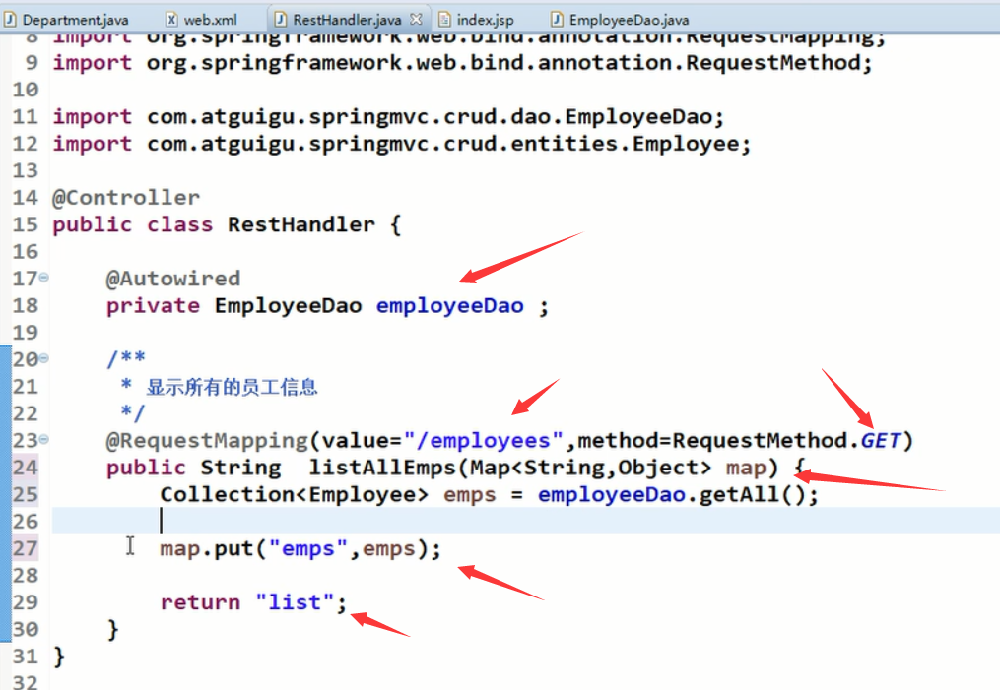 Department.java web.xml RestHandler.java index.jsp EmployeeDao.java
8 import org.springframework.web.bind.annotation.RequestMapping;
9 import org.springframework.web.bind.annotation.RequestMethod;
10
11 import com.atguigu.springmvc.crud.dao.EmployeeDao;
12 import com.atguigu.springmvc.crud.entities.Employee;
13
14 @Controller
15 public class RestHandler {
16
17 @Autowired
18 private EmployeeDao employeeDao ;
19
20 /**
21 * 显示所有的员工信息
22 */
23 @RequestMapping(value="/employees",method=RequestMethod.GET)
24 public String listAllEmps(Map<String,Object> map) {
25 Collection<Employee> emps = employeeDao.getAll();
26
27 map.put("emps",emps);
28
29 return "list";
30 }
31 }
32